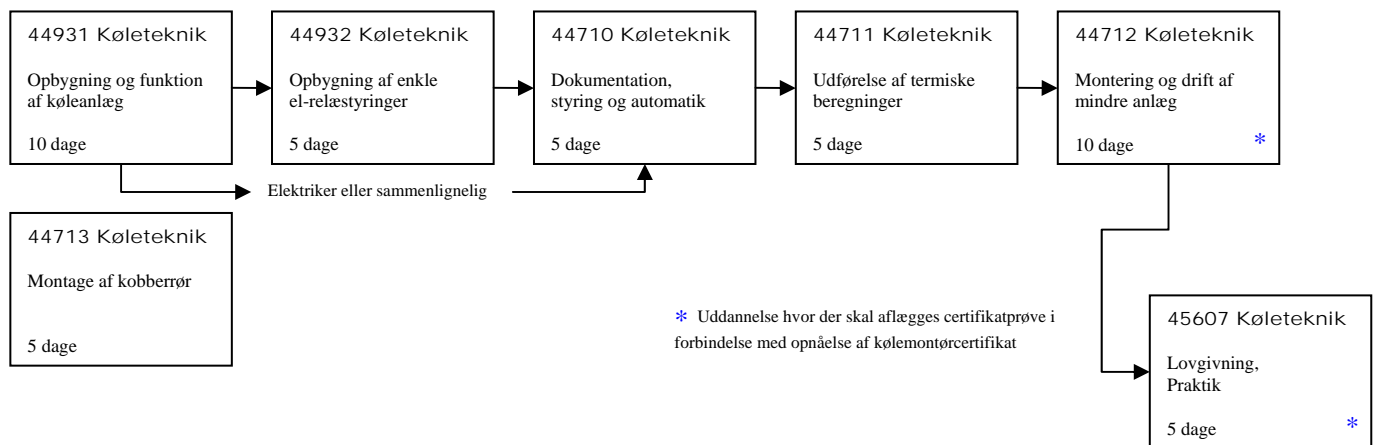 44931 Køleteknik
Opbygning og funktion
af køleanlæg
10 dage
44932 Køleteknik
Opbygning af enkle
el-relæstyringer
5 dage
44710 Køleteknik
Dokumentation,
styring og automatik
5 dage
44711 Køleteknik
Udførelse af termiske
beregninger
5 dage
44712 Køleteknik
Montering og drift af
mindre anlæg
10 dage *
Elektriker eller sammenlignelig
44713 Køleteknik
Montage af kobberrør
5 dage
* Uddannelse hvor der skal aflægges certifikatprøve i
forbindelse med opnåelse af kølemontørcertifikat
45607 Køleteknik
Lovgivning,
Praktik
5 dage *